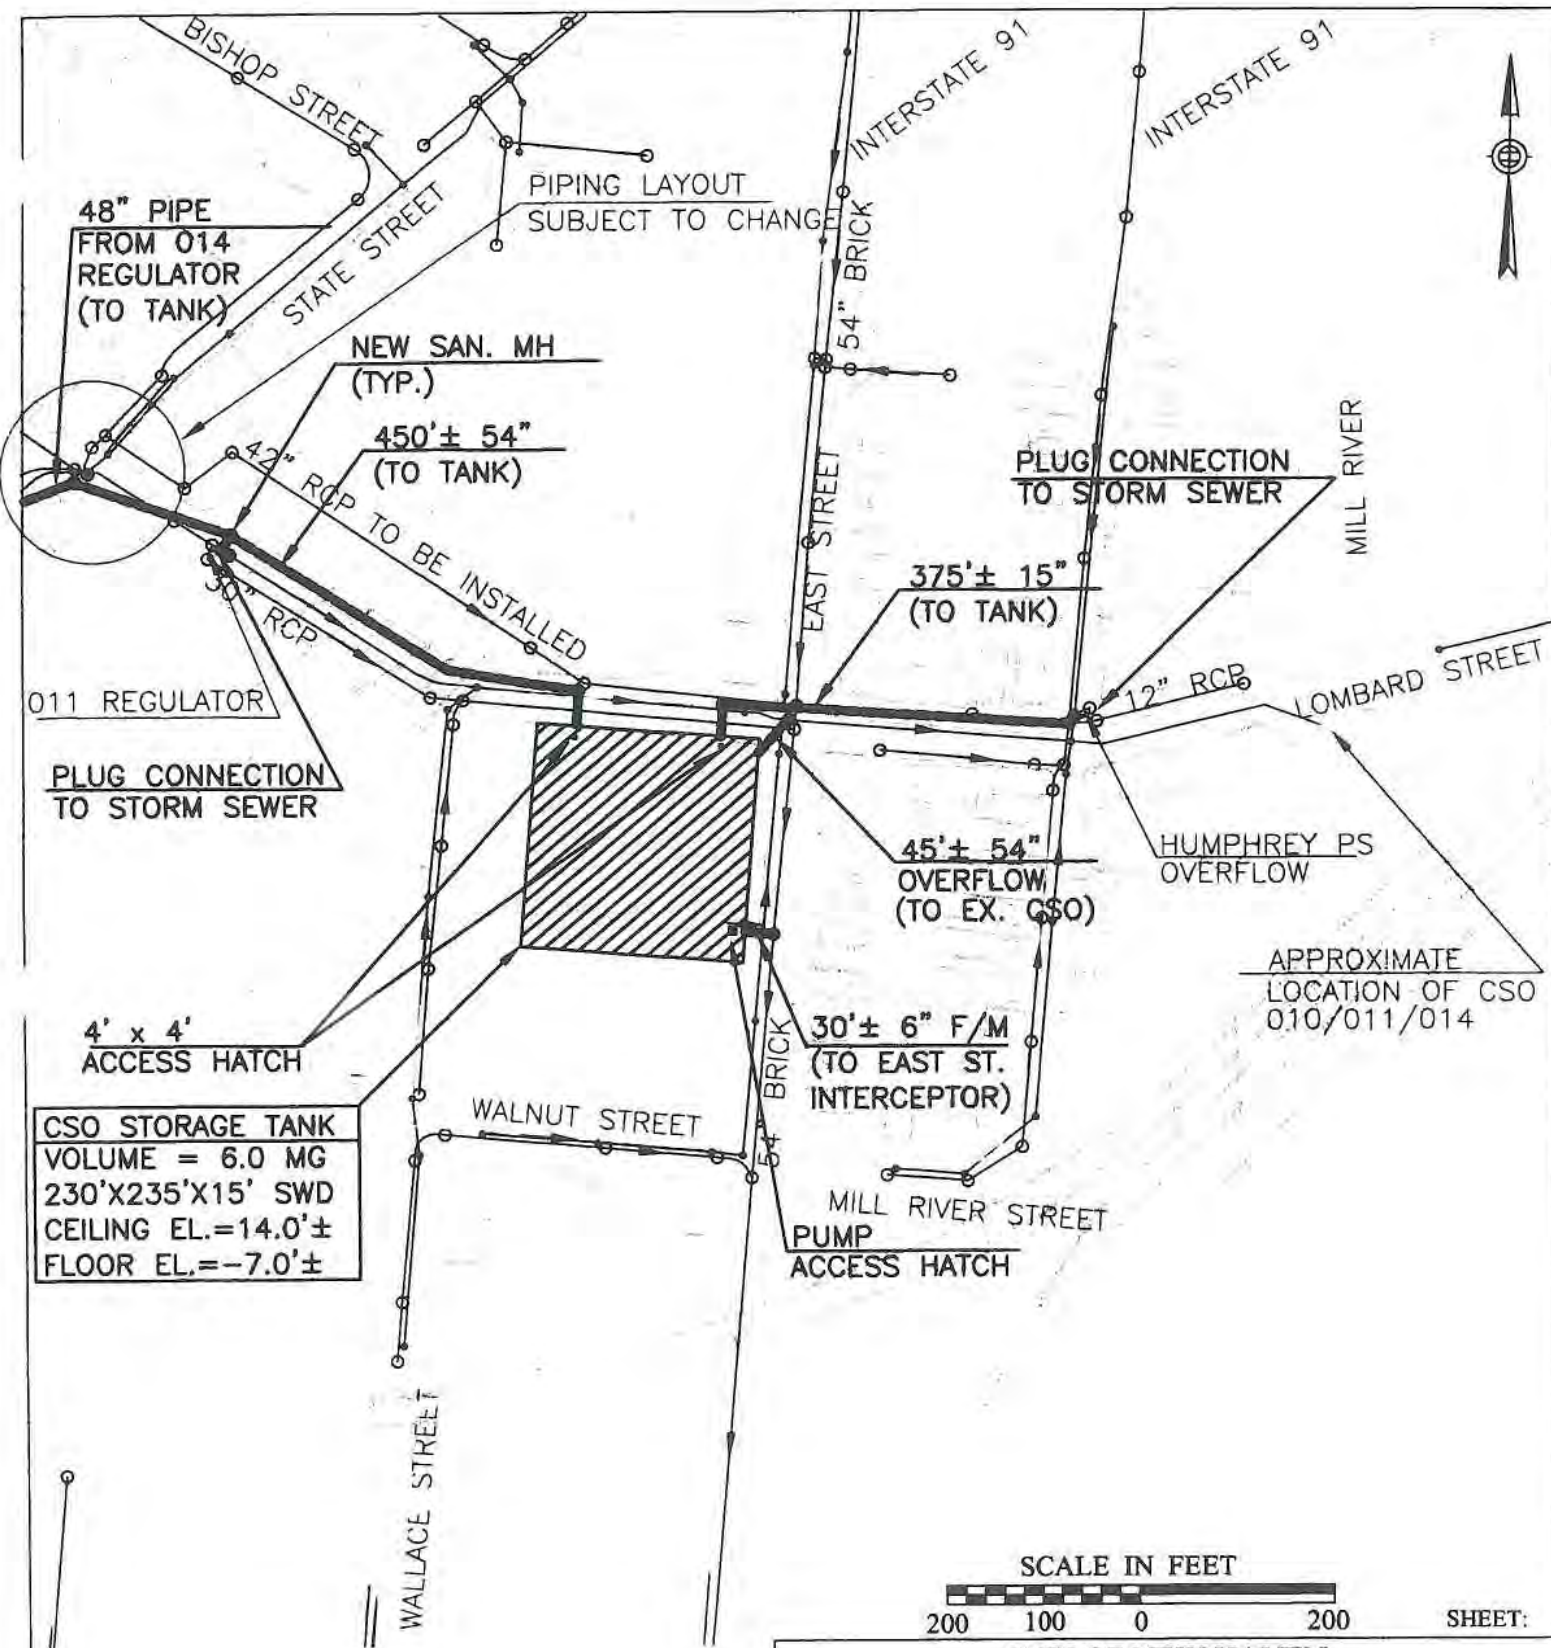 BISHOP STREET
INTERSTATE 91
INTERSTATE 91
48" PIPE
FROM 014
REGULATOR
(TO TANK)
STATE STREET
PIPING LAYOUT
SUBJECT TO CHANGE
54" BRICK
NEW SAN. MH
(TYP.)
450'± 54"
(TO TANK)
42" RCP TO BE INSTALLED
EAST STREET
PLUG CONNECTION
TO STORM SEWER
MILL RIVER
30" RCP
375'± 15"
(TO TANK)
011 REGULATOR
12" RCP
LOMBARD STREET
PLUG CONNECTION
TO STORM SEWER
45'± 54"
OVERFLOW
(TO EX. CSO)
HUMPHREY PS
OVERFLOW
APPROXIMATE
LOCATION OF CSO
010/011/014
4' x 4'
ACCESS HATCH
30'± 6" F/M
(TO EAST ST.
INTERCEPTOR)
54" BRICK
CSO STORAGE TANK
VOLUME = 6.0 MG
230'X235'X15' SWD
CEILING EL.=14.0'±
FLOOR EL.=-7.0'±
WALNUT STREET
MILL RIVER STREET
PUMP
ACCESS HATCH
WALLACE STREET
SCALE IN FEET
200 100 0 200
SHEET: